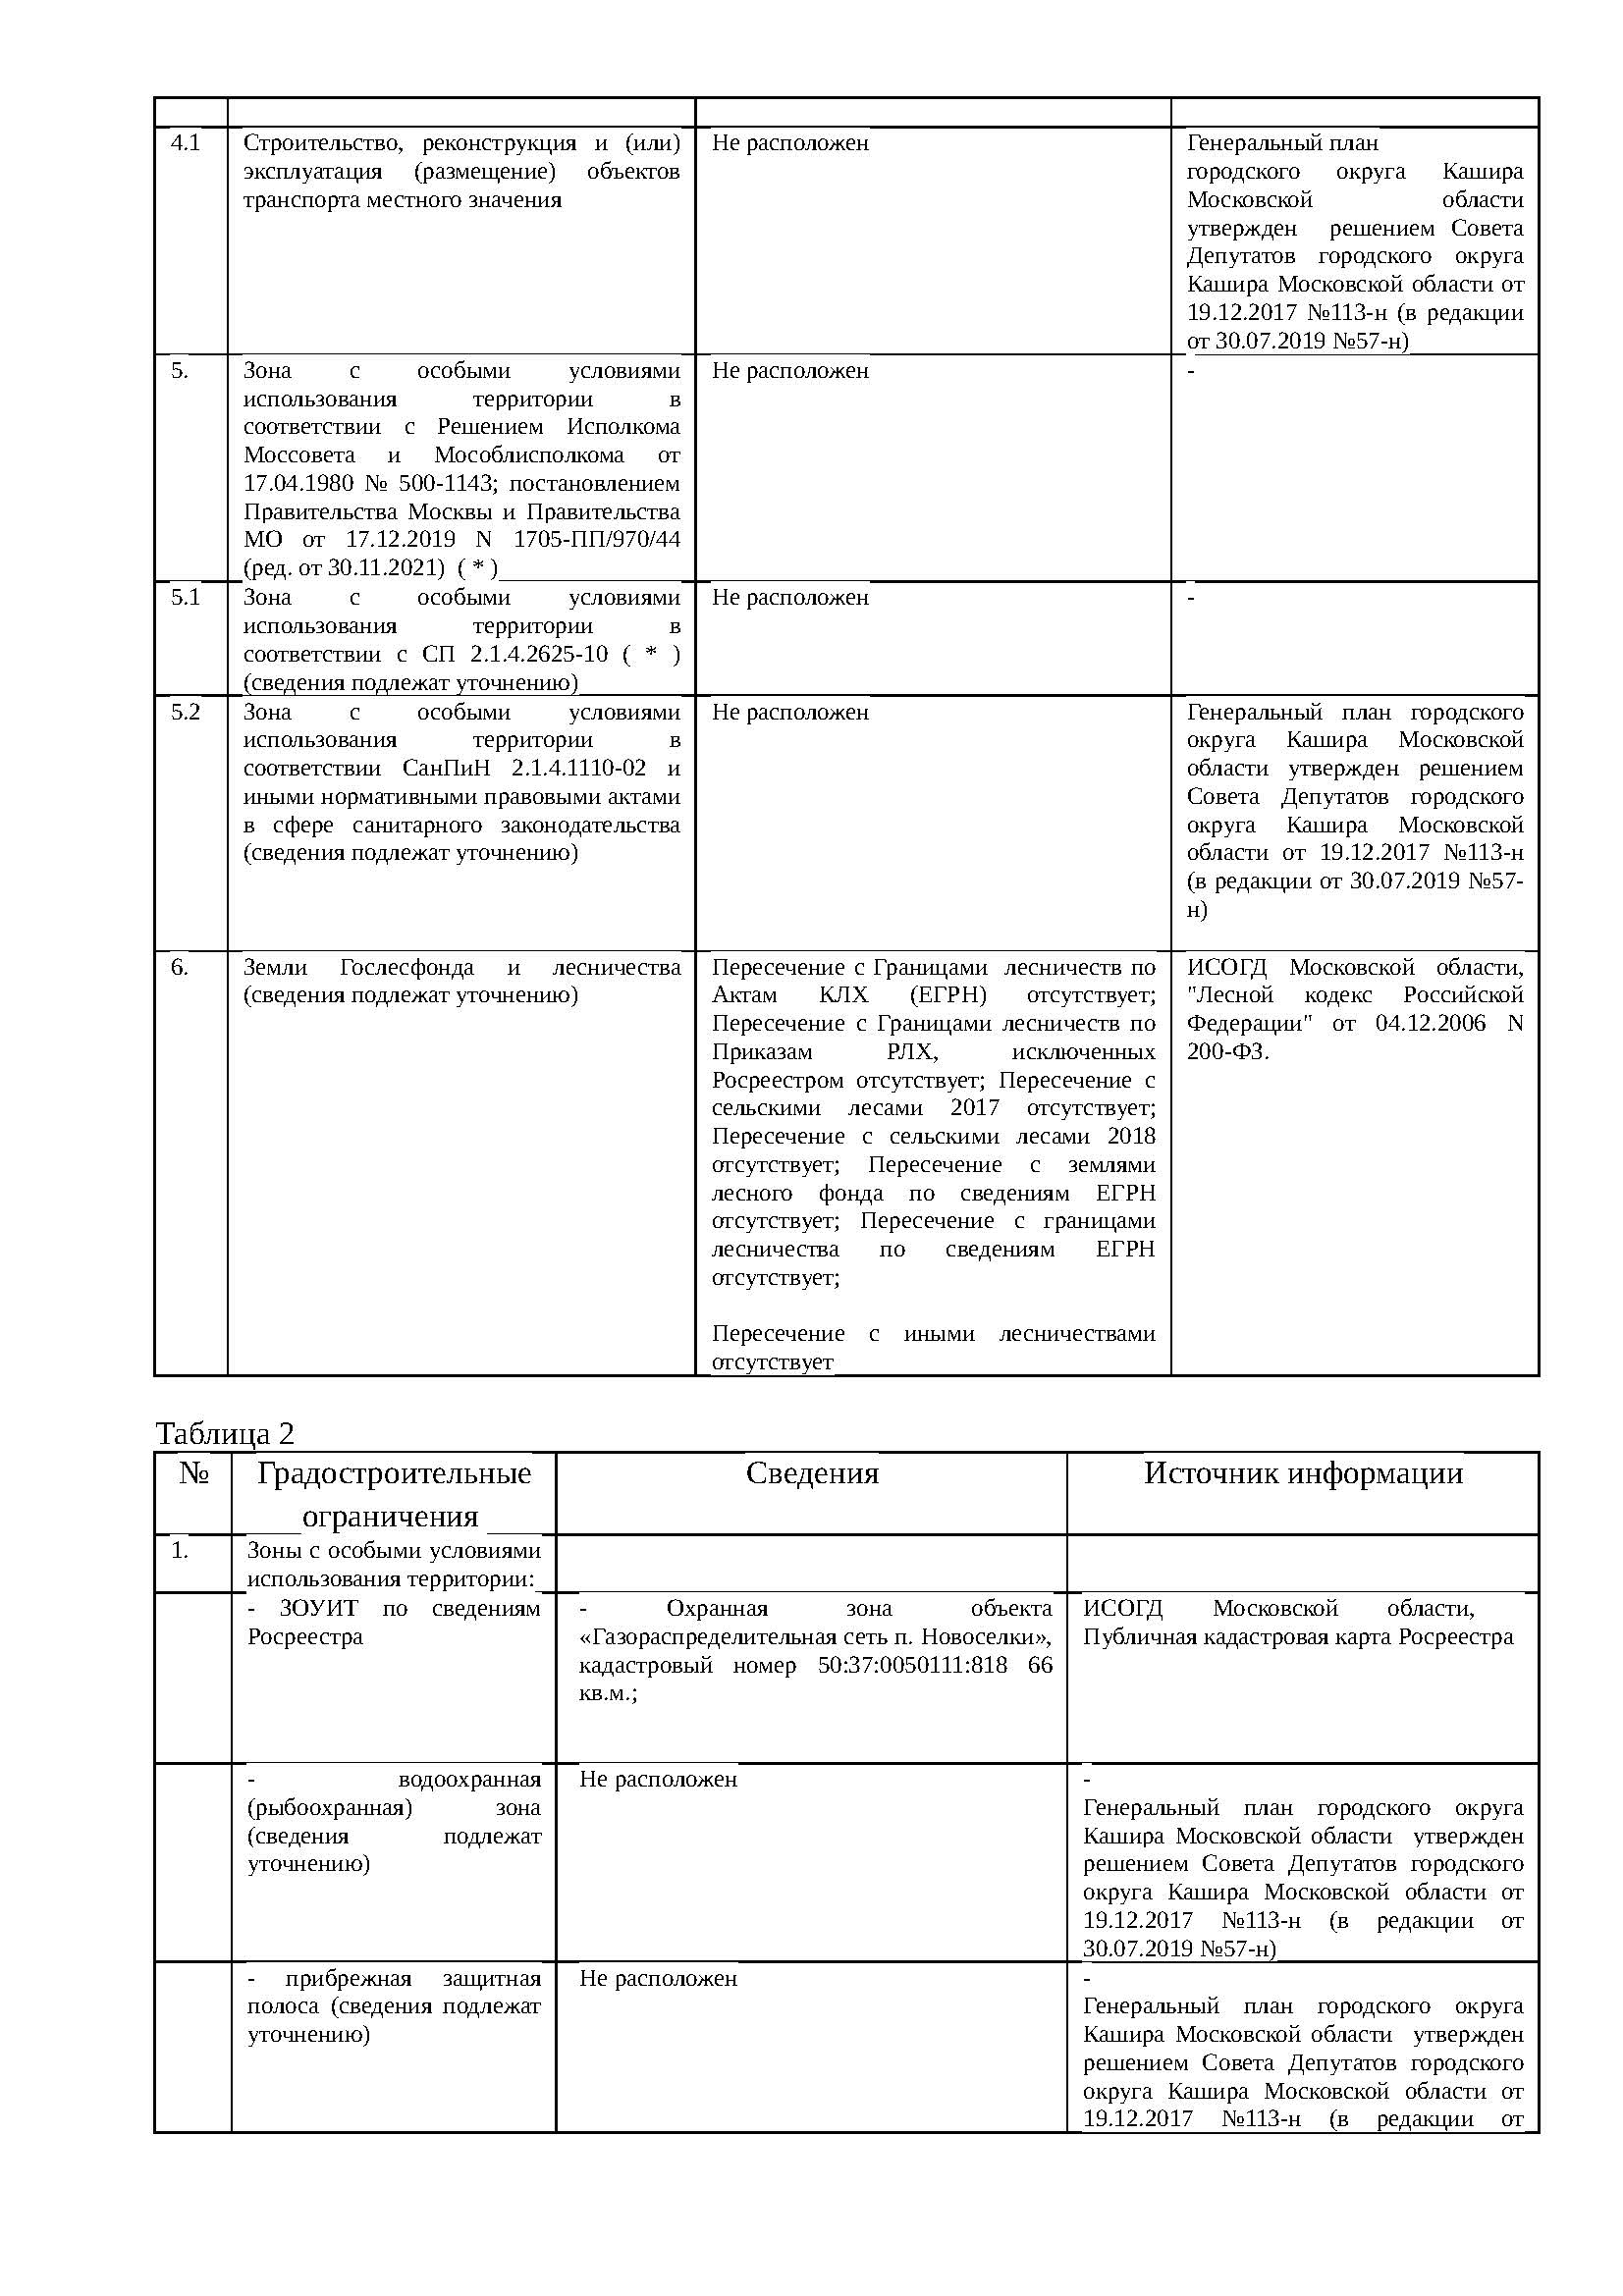 4.1
Строительство, реконструкция и (или)
эксплуатация (размещение) объектов
транспорта местного значения
Не расположен
Генеральный план
городского округа Кашира
Московской области
утвержден решением Совета
Депутатов городского округа
Кашира Московской области от
19.12.2017 №113-н (в редакции
от 30.07.2019 №57-н)
5.
Зона с особыми условиями
использования территории в
соответствии с Решением Исполкома
Моссовета и Мособлисполкома от
17.04.1980 № 500-1143; постановлением
Правительства Москвы и Правительства
МО от 17.12.2019 N 1705-ПП/970/44
(ред. от 30.11.2021) ( * )
Не расположен
-
5.1
Зона с особыми условиями
использования территории в
соответствии с СП 2.1.4.2625-10 ( * )
(сведения подлежат уточнению)
Не расположен
-
5.2
Зона с особыми условиями
использования территории в
соответствии СанПиН 2.1.4.1110-02 и
иными нормативными правовыми актами
в сфере санитарного законодательства
(сведения подлежат уточнению)
Не расположен
Генеральный план городского
округа Кашира Московской
области утвержден решением
Совета Депутатов городского
округа Кашира Московской
области от 19.12.2017 №113-н
(в редакции от 30.07.2019 №57-
н)
6.
Земли Гослесфонда и лесничества
(сведения подлежат уточнению)
Пересечение с Границами лесничеств по
Актам КЛХ (ЕГРН) отсутствует;
Пересечение с Границами лесничеств по
Приказам РЛХ, исключенных
Росреестром отсутствует; Пересечение с
сельскими лесами 2017 отсутствует;
Пересечение с сельскими лесами 2018
отсутствует; Пересечение с землями
лесного фонда по сведениям ЕГРН
отсутствует; Пересечение с границами
лесничества по сведениям ЕГРН
отсутствует;
Пересечение с иными лесничествами
отсутствует
ИСОГД Московской области,
"Лесной кодекс Российской
Федерации" от 04.12.2006 N
200-ФЗ.
Таблица 2
№
Градостроительные
ограничения
Сведения
Источник информации
1.
Зоны с особыми условиями
использования территории:
- ЗОУИТ по сведениям
Росреестра
- Охранная зона объекта
«Газораспределительная сеть п. Новоселки»,
кадастровый номер 50:37:0050111:818 66
кв.м.;
ИСОГД Московской области,
Публичная кадастровая карта Росреестра
- водоохранная
(рыбоохранная) зона
(сведения подлежат
уточнению)
Не расположен
-
Генеральный план городского округа
Кашира Московской области утвержден
решением Совета Депутатов городского
округа Кашира Московской области от
19.12.2017 №113-н (в редакции от
30.07.2019 №57-н)
- прибрежная защитная
полоса (сведения подлежат
уточнению)
Не расположен
-
Генеральный план городского округа
Кашира Московской области утвержден
решением Совета Депутатов городского
округа Кашира Московской области от
19.12.2017 №113-н (в редакции от